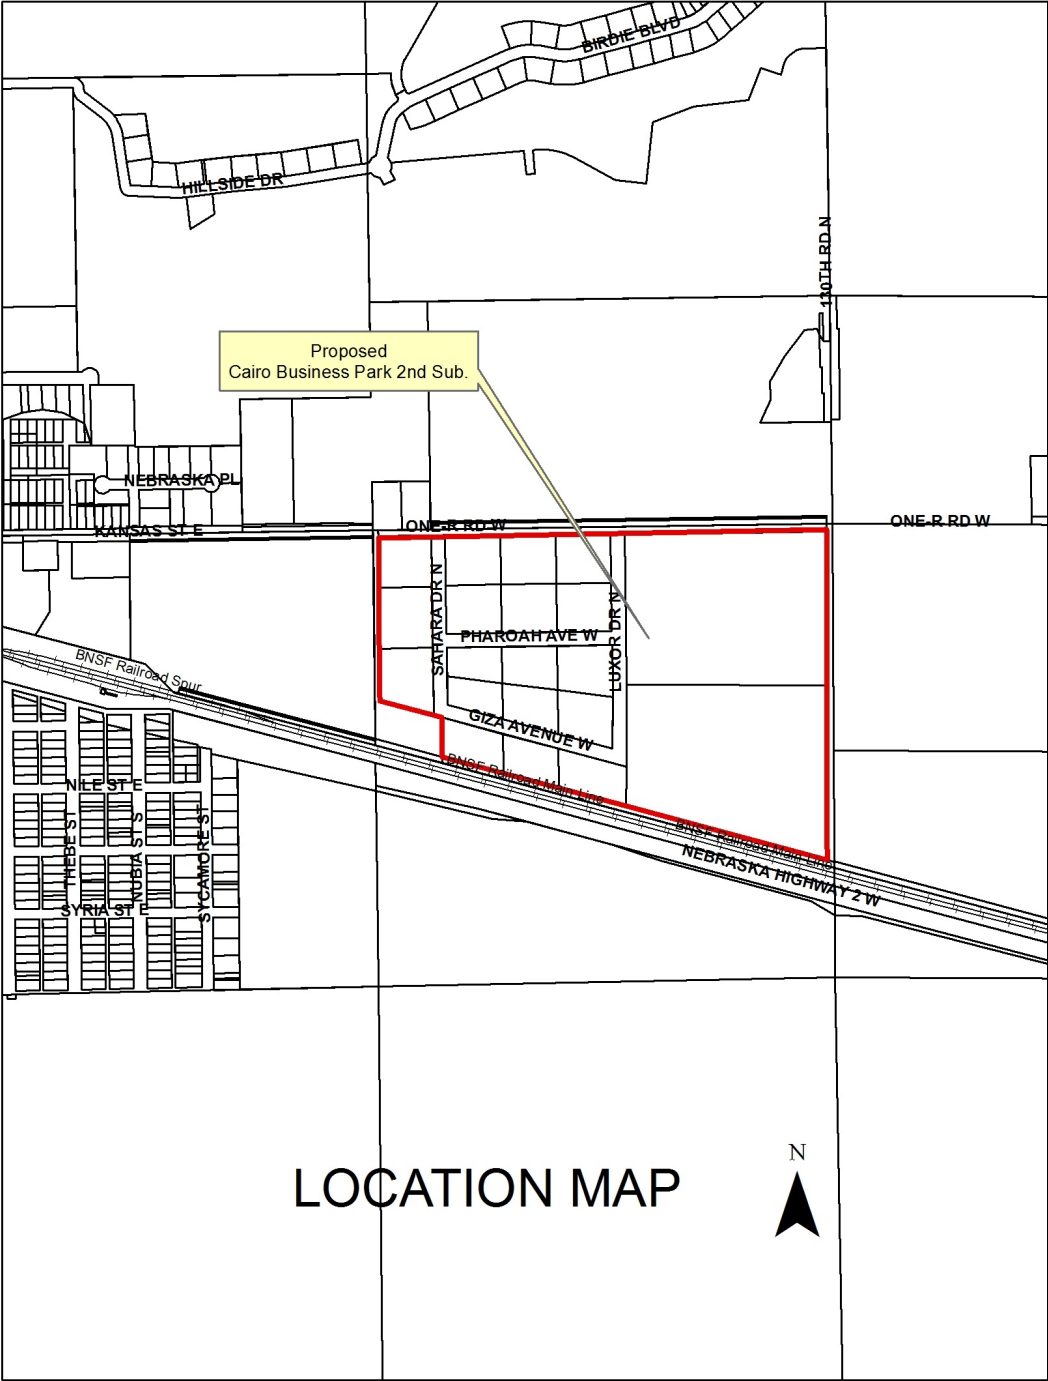 BIRDIE BLVD
HILLSIDE DR
130TH RD N
Proposed
Cairo Business Park 2nd Sub.
NEBRASKA PL
KANSAS ST E
ONE-R RD W
ONE-R RD W
SAHARA DR N
LUXOR DR N
PHAROAH AVE W
BNSF Railroad Spur
GIZA AVENUE W
BNSF Railroad Main Line
BNSF Railroad Main Line
NEBRASKA HIGHWAY 2 W
NILE ST E
THEBE ST
NUBIA ST S
SYCAMORE ST
SYRIA ST E
N
LOCATION MAP